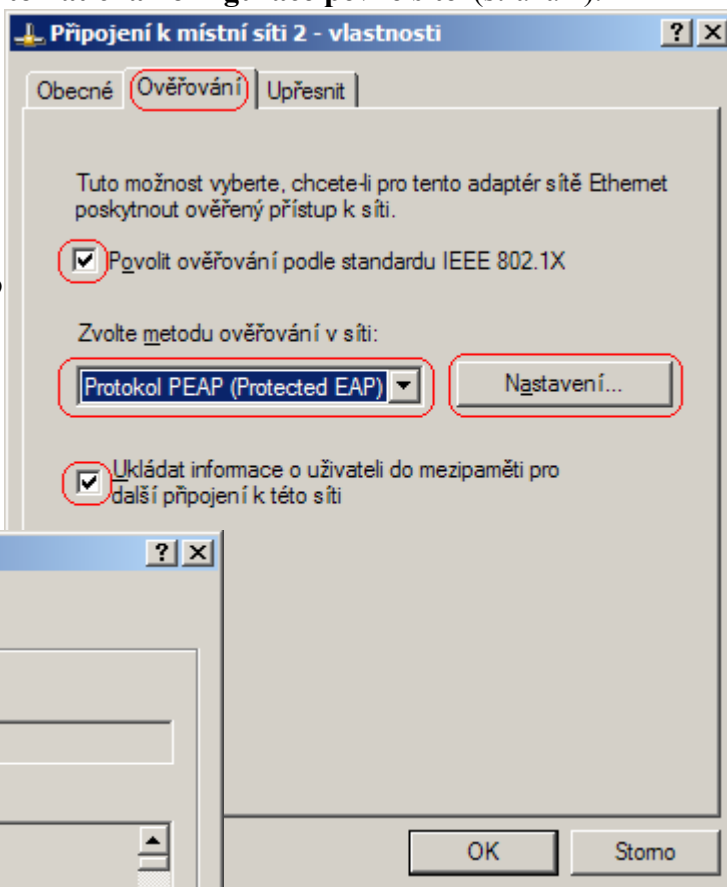 Připojení k místní síti 2 - vlastnosti
Obecné Ověřování Upřesnit
Tuto možnost vyberte, chcete-li pro tento adaptér sítě Ethernet
poskytnout ověřený přístup k síti.
Povolit ověřování podle standardu IEEE 802.1X
Zvolte metodu ověřování v síti:
Protokol PEAP (Protected EAP) Nastavení...
Ukládat informace o uživateli do mezipaměti pro
další připojení k této síti
OK Storno